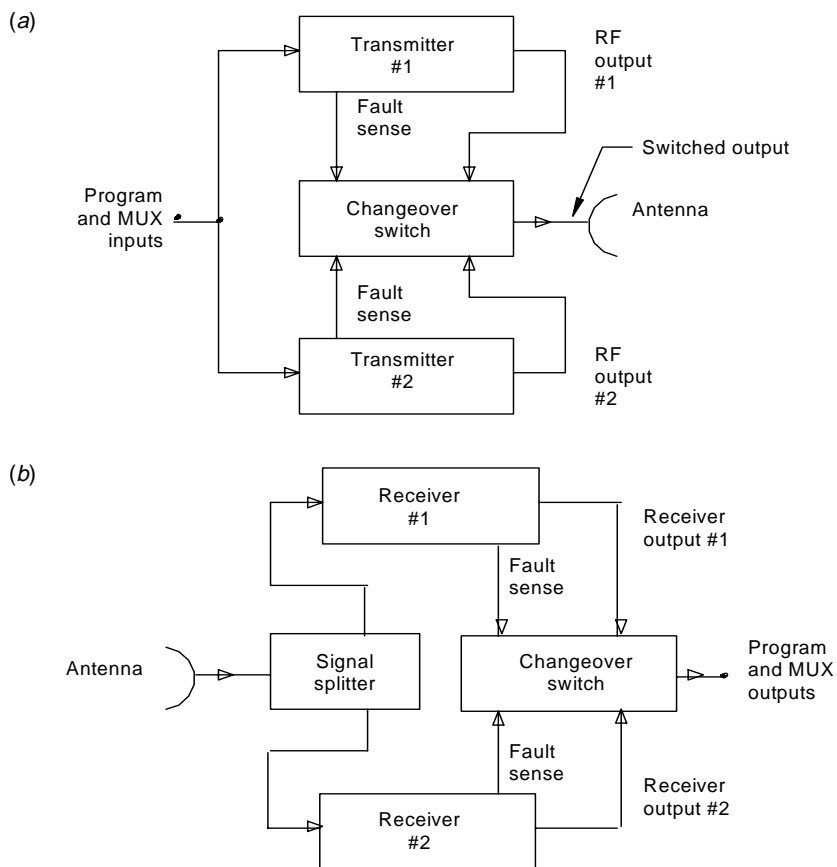 (a)
Transmitter
#1
RF
output
#1
Fault
sense
Switched output
Program
and MUX
inputs
Changeover
switch
Antenna
Fault
sense
Transmitter
#2
RF
output
#2
(b)
Receiver
#1
Receiver
output #1
Fault
sense
Antenna
Signal
splitter
Changeover
switch
Program
and MUX
outputs
Fault
sense
Receiver
output #2
Receiver
#2